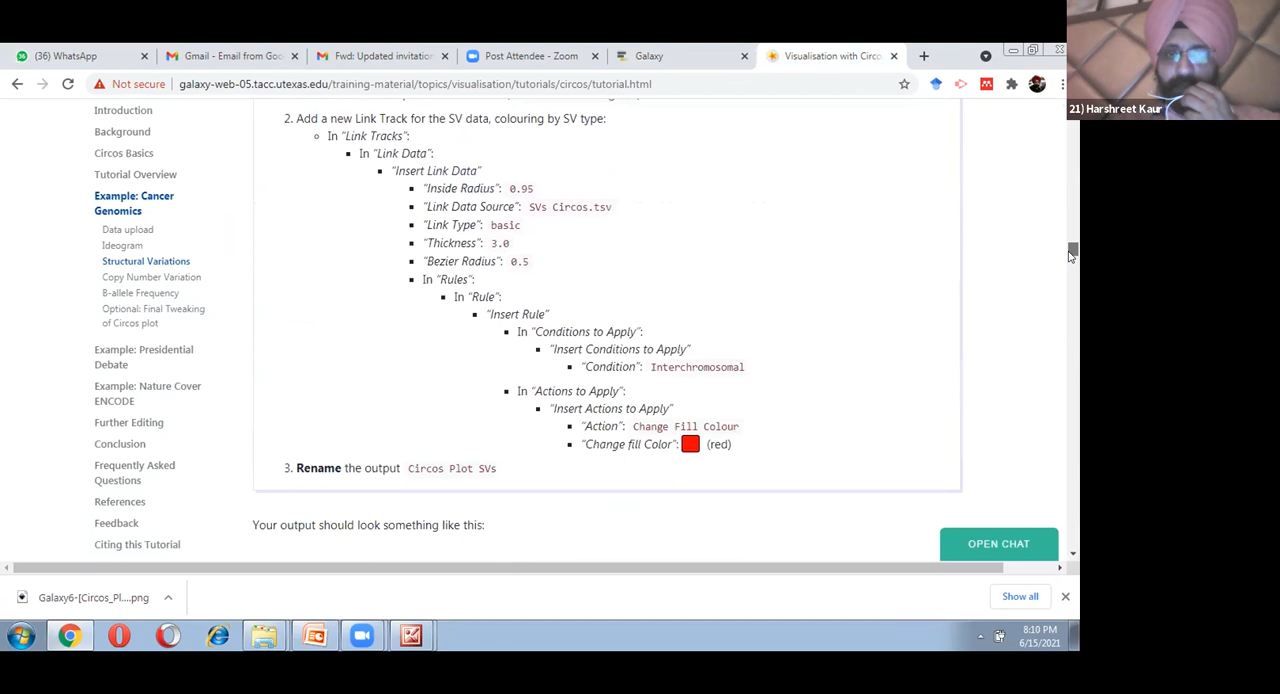 (36) WhatsApp
Gmail - Email from Goo
Fwd: Updated invitation
Post Attendee - Zoom
Galaxy
Visualisation with Circo
Not secure
galaxy-web-05.tacc.utexas.edu/training-material/topics/visualisation/tutorials/circos/tutorial.html
21) Harshreet Kaur
Introduction
Background
Circos Basics
Tutorial Overview
Example: Cancer
Genomics
Data upload
Ideogram
Structural Variations
Copy Number Variation
B-allele Frequency
Optional: Final Tweaking
of Circos plot
Example: Presidential
Debate
Example: Nature Cover
ENCODE
Further Editing
Conclusion
Frequently Asked
Questions
References
Feedback
Citing this Tutorial
2. Add a new Link Track for the SV data, colouring by SV type:
In "Link Tracks":
In "Link Data":
"Insert Link Data"
"Inside Radius": 0.95
"Link Data Source": SVs Circos.tsv
"Link Type": basic
"Thickness": 3.0
"Bezier Radius": 0.5
In "Rules":
In "Rule":
"Insert Rule"
In "Conditions to Apply":
"Insert Conditions to Apply"
"Condition": Interchromosomal
In "Actions to Apply":
"Insert Actions to Apply"
"Action": Change Fill Colour
"Change fill Color": (red)
3. Rename the output Circos Plot SVs
Your output should look something like this:
OPEN CHAT
Galaxy6-[Circos_Pl....png
Show all
8:10 PM
6/15/2021